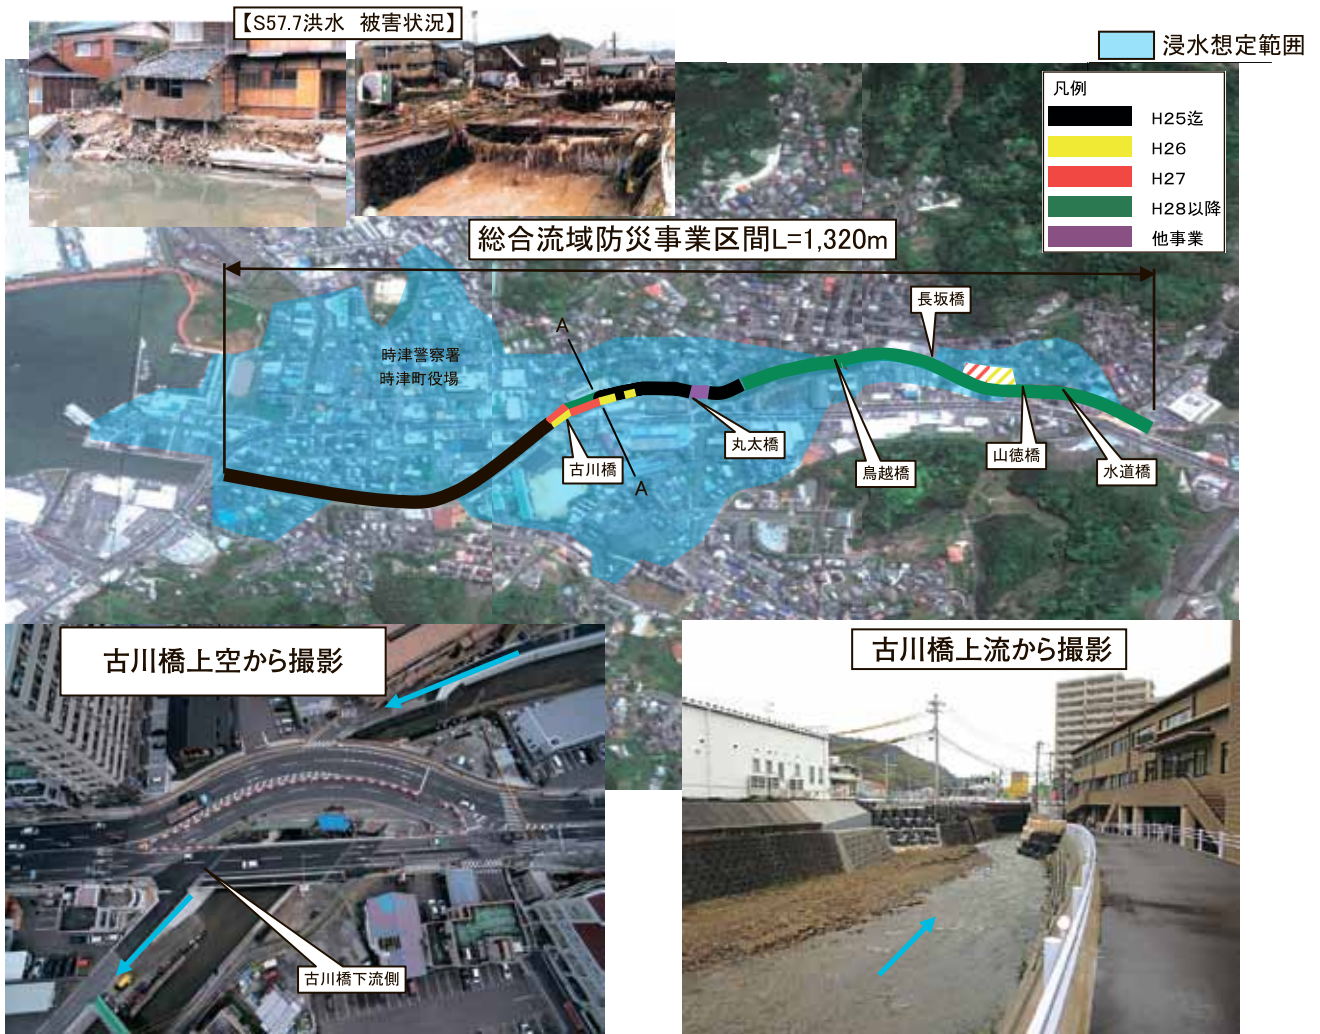 【S57.7洪水 被害状況】
浸水想定範囲
凡例
H25迄
H26
H27
H28以降
他事業
総合流域防災事業区間L=1,320m
長坂橋
A
時津警察署
時津町役場
丸太橋
古川橋
A
鳥越橋
山徳橋
水道橋
古川橋上空から撮影
古川橋上流から撮影
古川橋下流側